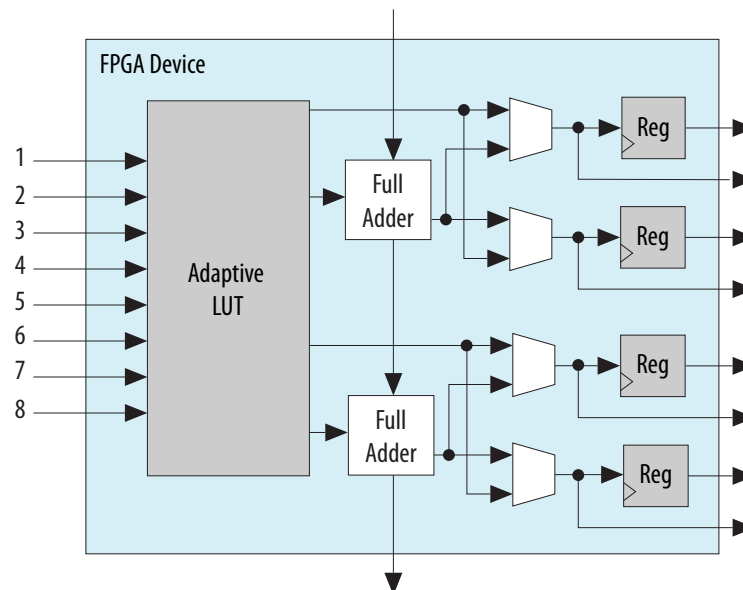 FPGA Device
1
2
3
4
5
6
7
8
Adaptive
LUT
Full
Adder
Full
Adder
Reg
Reg
Reg
Reg